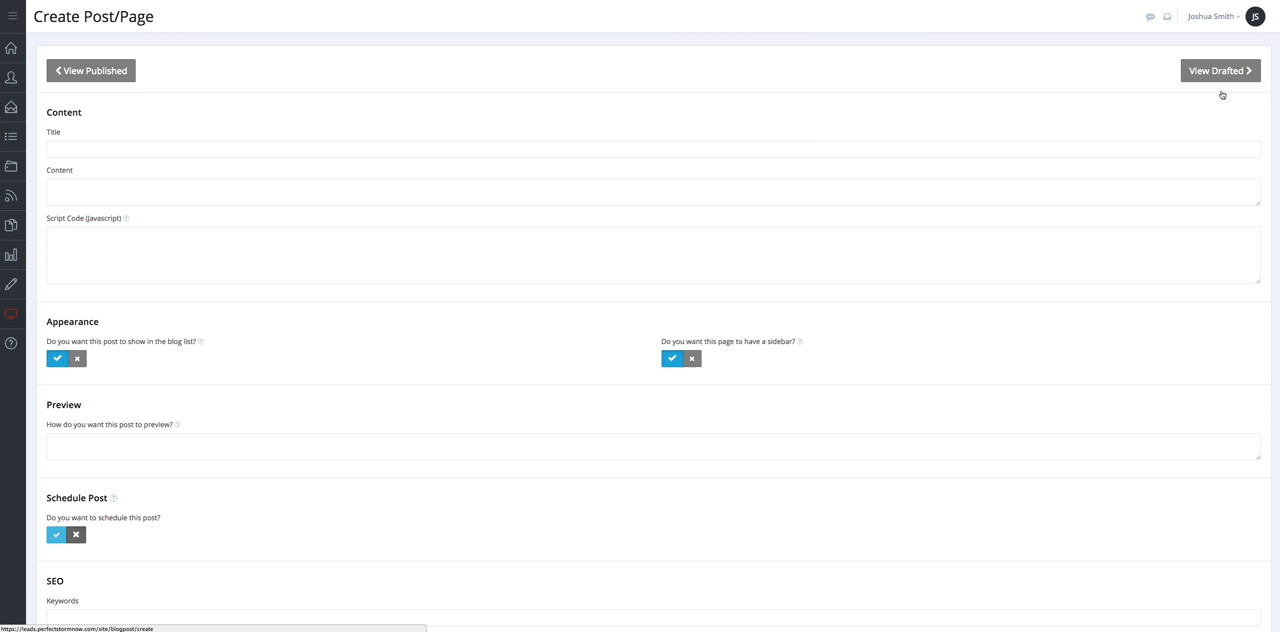 Create Post/Page
Joshua Smith
JS
View Published
View Drafted
Content
Title
Content
Script Code (Javascript)
Appearance
Do you want this post to show in the blog list?
Do you want this page to have a sidebar?
Preview
How do you want this post to preview?
Schedule Post
Do you want to schedule this post?
SEO
Keywords
https://leads.perfectstormnow.com/site/blogpost/create